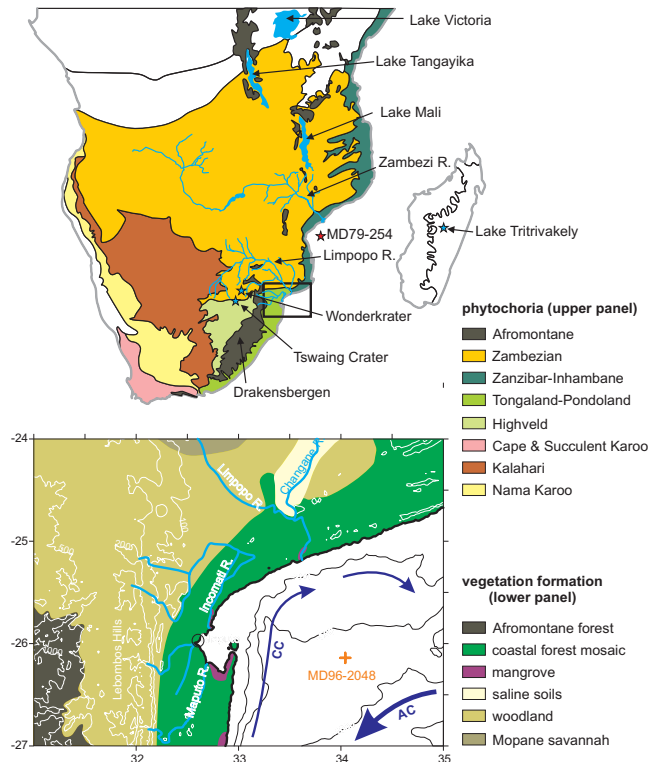 Lake Victoria
Lake Tangayika
Lake Mali
Zambezi R.
MD79-254
Lake Tritrivakely
Limpopo R.
Wonderkrater
Tswaing Crater
Drakensbergen
phytochoria (upper panel)
Afromontane
Zambezian
Zanzibar-Inhambane
Tongaland-Pondoland
Highveld
Cape & Succulent Karoo
Kalahari
Nama Karoo
-24
-25
-26
-27
32
33
34
35
Limpopo R.
Changane R.
Incomati R.
Lebombos Hills
Maputo R.
CC
MD96-2048
AC
vegetation formation
(lower panel)
Afromontane forest
coastal forest mosaic
mangrove
saline soils
woodland
Mopane savannah